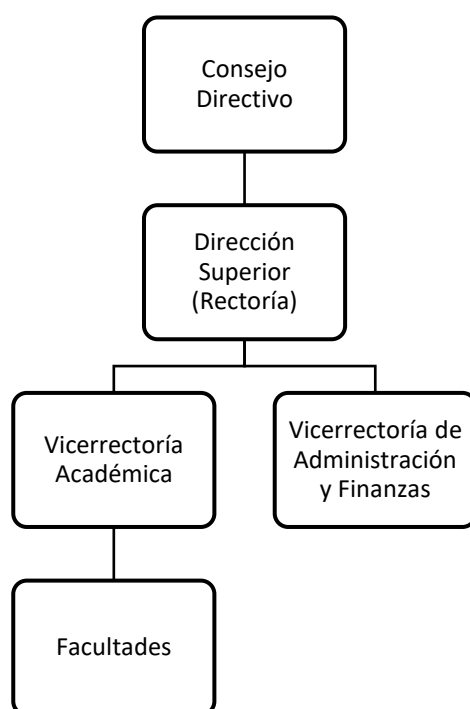 Consejo
Directivo
Dirección
Superior
(Rectoría)
Vicerrectoría
Académica
Vicerrectoría de
Administración
y Finanzas
Facultades